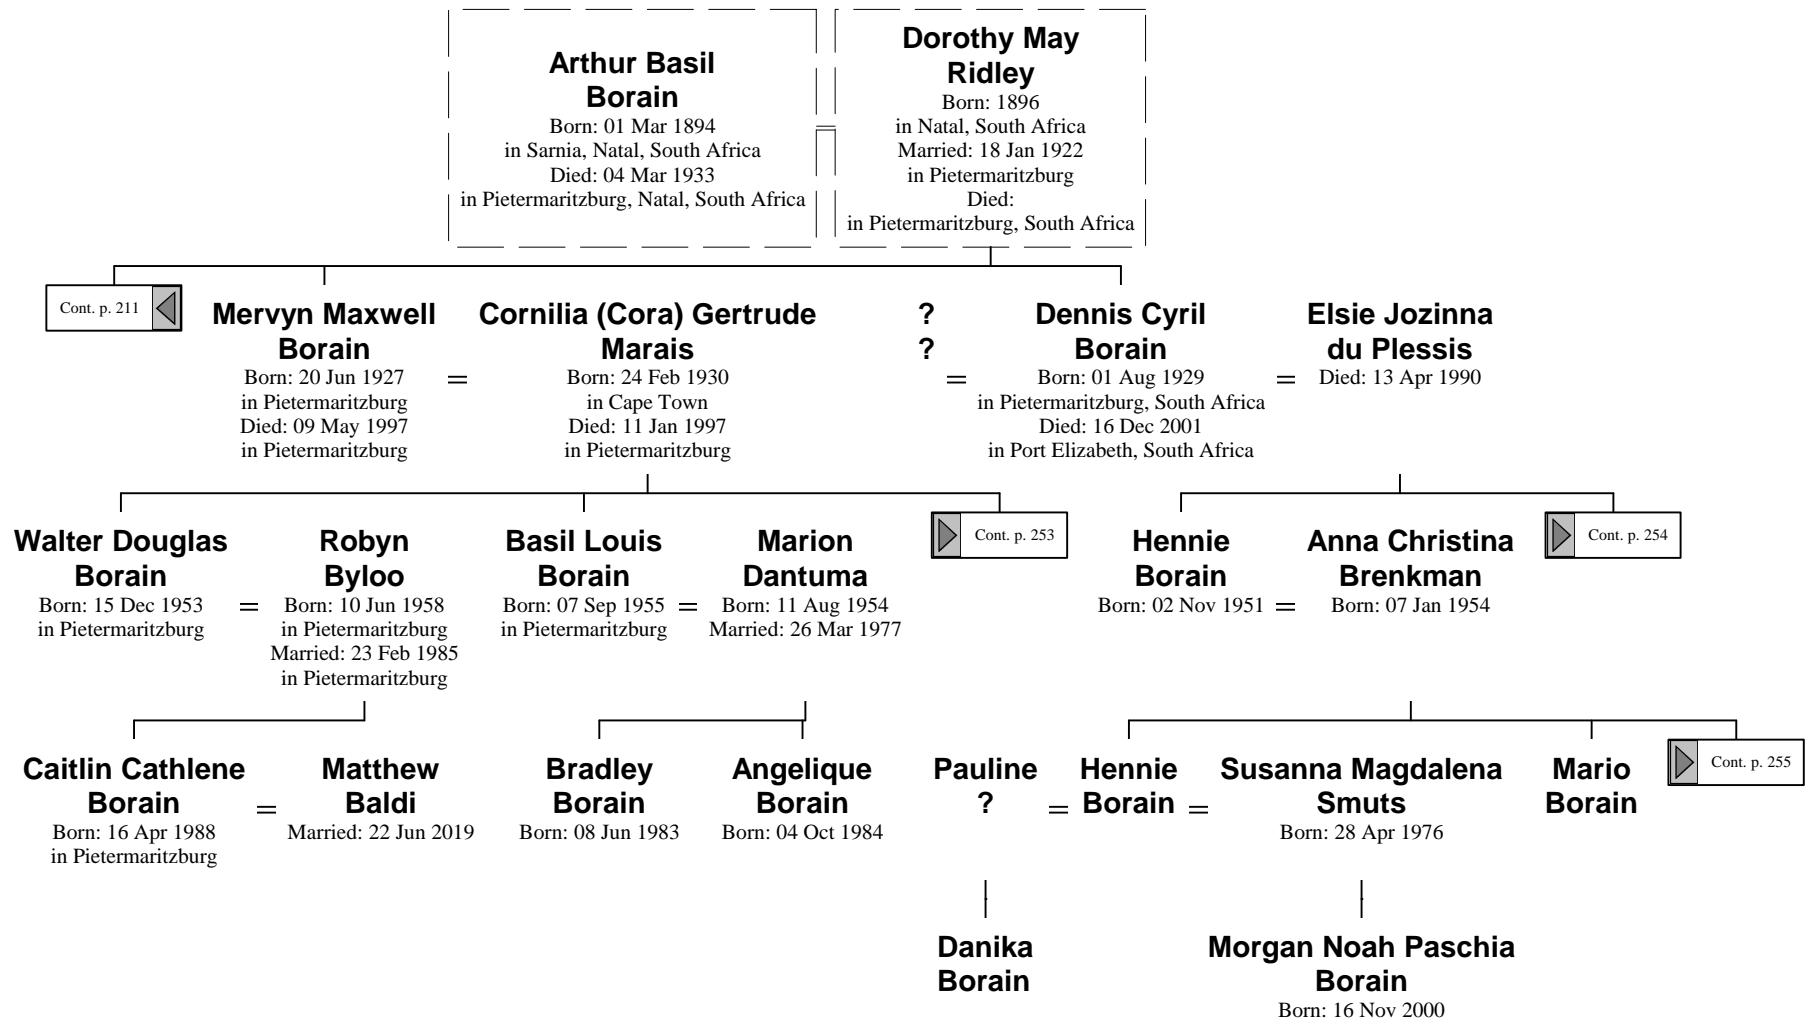 Arthur Basil
Borain
Born: 01 Mar 1894
in Sarnia, Natal, South Africa
Died: 04 Mar 1933
in Pietermaritzburg, Natal, South Africa
=
Dorothy May
Ridley
Born: 1896
in Natal, South Africa
Married: 18 Jan 1922
in Pietermaritzburg
Died:
in Pietermaritzburg, South Africa
Cont. p. 211
Mervyn Maxwell
Borain
Born: 20 Jun 1927
in Pietermaritzburg
Died: 09 May 1997
in Pietermaritzburg
=
Cornilia (Cora) Gertrude
Marais
Born: 24 Feb 1930
in Cape Town
Died: 11 Jan 1997
in Pietermaritzburg
?
?
=
Dennis Cyril
Borain
Born: 01 Aug 1929
in Pietermaritzburg, South Africa
Died: 16 Dec 2001
in Port Elizabeth, South Africa
=
Elsie Jozinna
du Plessis
Died: 13 Apr 1990
Walter Douglas
Borain
Born: 15 Dec 1953
in Pietermaritzburg
=
Robyn
Byloo
Born: 10 Jun 1958
in Pietermaritzburg
Married: 23 Feb 1985
in Pietermaritzburg
Basil Louis
Borain
Born: 07 Sep 1955
in Pietermaritzburg
=
Marion
Dantuma
Born: 11 Aug 1954
Married: 26 Mar 1977
Cont. p. 253
Hennie
Borain
Born: 02 Nov 1951
=
Anna Christina
Brenkman
Born: 07 Jan 1954
Cont. p. 254
Caitlin Cathlene
Borain
Born: 16 Apr 1988
in Pietermaritzburg
=
Matthew
Baldi
Married: 22 Jun 2019
Bradley
Borain
Born: 08 Jun 1983
Angelique
Borain
Born: 04 Oct 1984
Pauline
?
=
Hennie
Borain
=
Susanna Magdalena
Smuts
Born: 28 Apr 1976
Mario
Borain
Cont. p. 255
Danika
Borain
Morgan Noah Paschia
Borain
Born: 16 Nov 2000